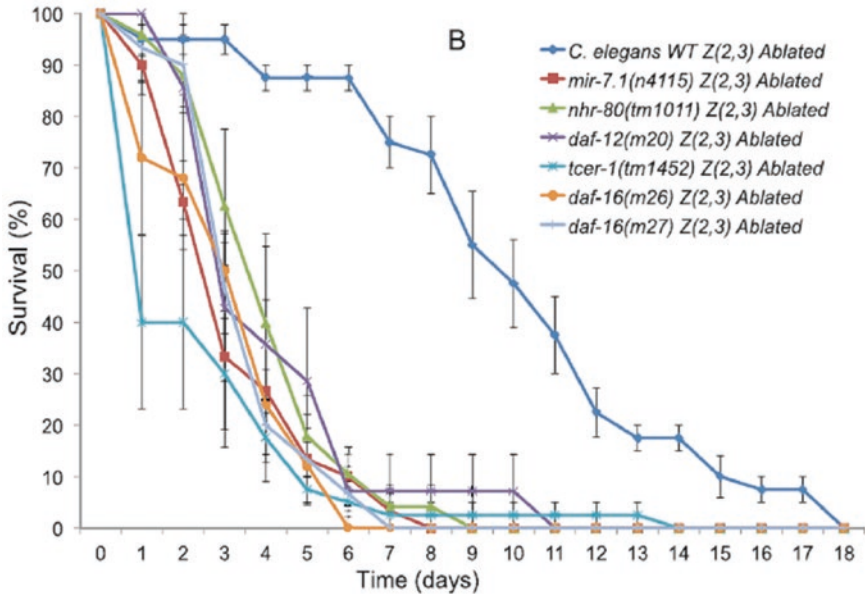 B
C. elegans WT Z(2,3) Ablated
mir-7.1(n4115) Z(2,3) Ablated
nhr-80(tm1011) Z(2,3) Ablated
daf-12(m20) Z(2,3) Ablated
tcer-1(tm1452) Z(2,3) Ablated
daf-16(m26) Z(2,3) Ablated
daf-16(m27) Z(2,3) Ablated
Survival (%)
100
90
80
70
60
50
40
30
20
10
0
0 1 2 3 4 5 6 7 8 9 10 11 12 13 14 15 16 17 18
Time (days)